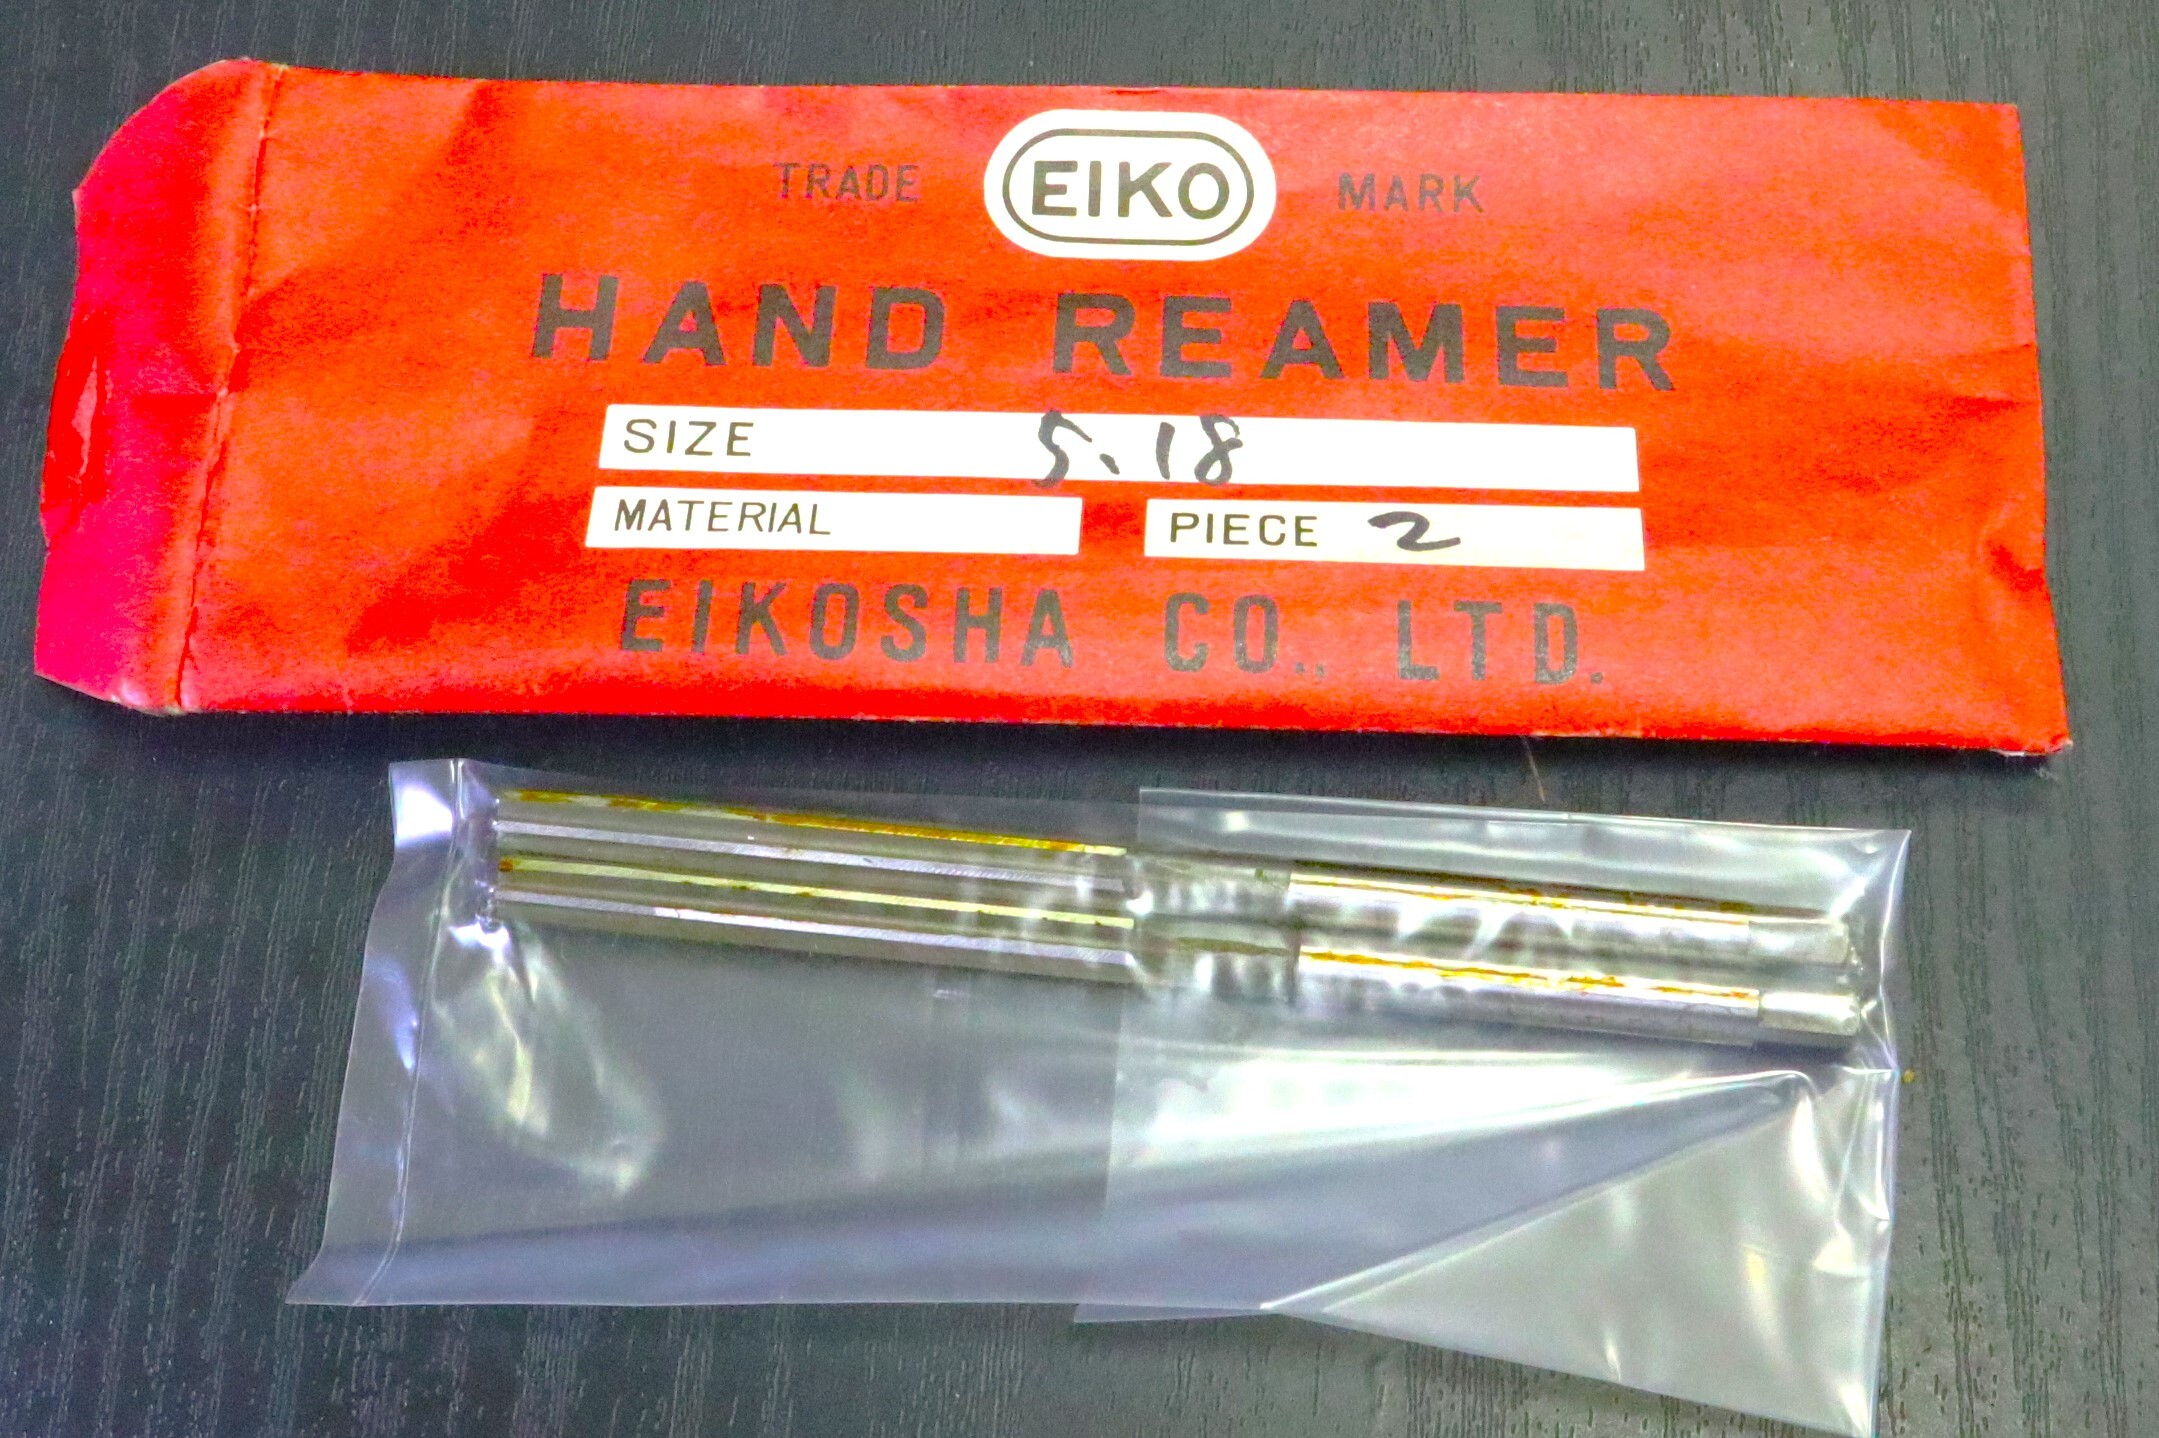 TRADE EIKO MARK
HAND REAMER
SIZE 5.18
MATERIAL PIECE 2
EIKOSHA CO., LTD.